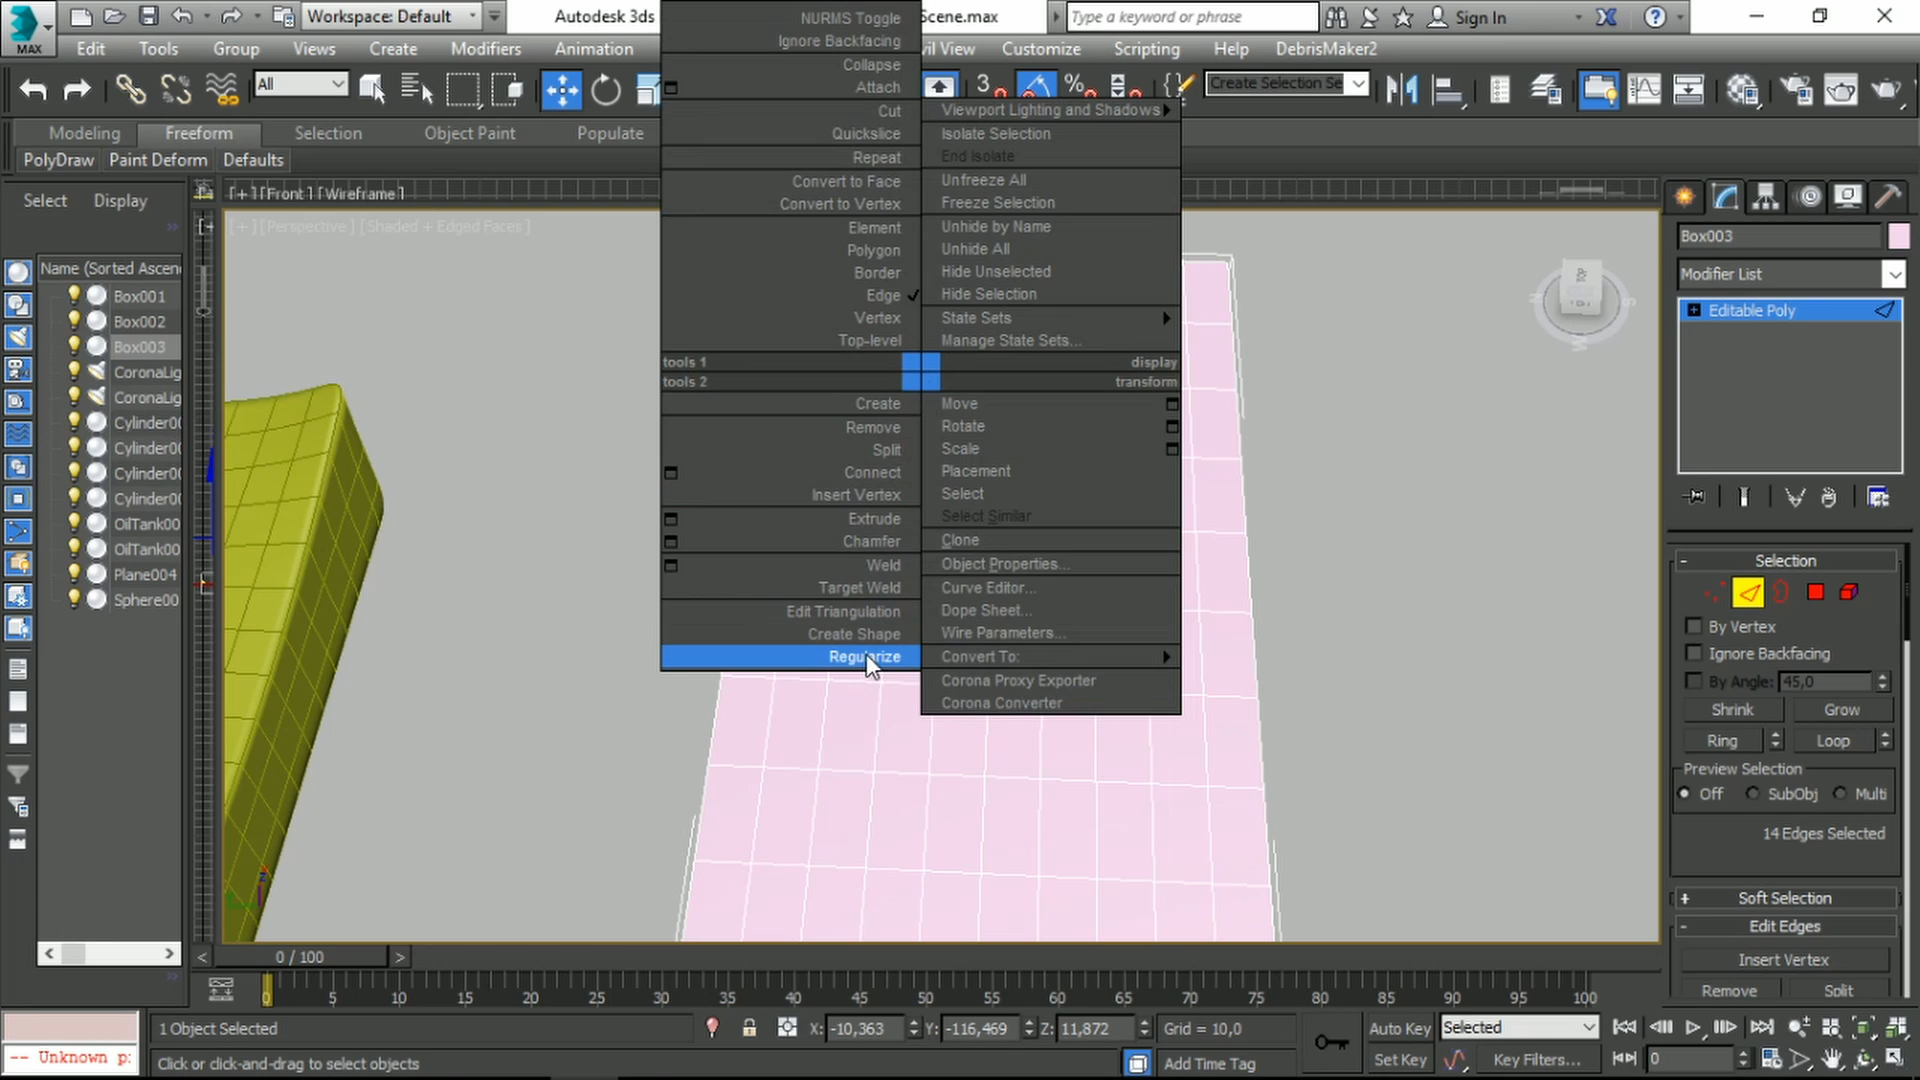 MAX
Workspace: Default
Autodesk 3ds
Scene.max
Type a keyword or phrase
Sign In
Edit
Tools
Group
Views
Create
Modifiers
Animation
vil View
Customize
Scripting
Help
DebrisMaker2
All
3
%
Create Selection Se
Modeling
Freeform
Selection
Object Paint
Populate
PolyDraw
Paint Deform
Defaults
Select
Display
[+][Front][Wireframe]
[+][Perspective][Shaded + Edged Faces]
Name (Sorted Ascen
Box001
Box002
Box003
CoronaLig
CoronaLig
Cylinder00
Cylinder00
Cylinder00
Cylinder00
OilTank00
OilTank00
Plane004
Sphere00
NURMS Toggle
Ignore Backfacing
Collapse
Attach
Cut
Quickslice
Repeat
Convert to Face
Convert to Vertex
Element
Polygon
Border
Edge
Vertex
Top-level
tools 1
tools 2
Create
Remove
Split
Connect
Insert Vertex
Extrude
Chamfer
Weld
Target Weld
Edit Triangulation
Create Shape
Regularize
Viewport Lighting and Shadows
Isolate Selection
End Isolate
Unfreeze All
Freeze Selection
Unhide by Name
Unhide All
Hide Unselected
Hide Selection
State Sets
Manage State Sets...
display
transform
Move
Rotate
Scale
Placement
Select
Select Similar
Clone
Object Properties...
Curve Editor...
Dope Sheet...
Wire Parameters...
Convert To:
Corona Proxy Exporter
Corona Converter
Box003
Modifier List
Editable Poly
Selection
By Vertex
Ignore Backfacing
By Angle: 45,0
Shrink
Grow
Ring
Loop
Preview Selection
Off
SubObj
Multi
14 Edges Selected
Soft Selection
Edit Edges
Insert Vertex
Remove
Split
0 / 100
0 5 10 15 20 25 30 35 40 45 50 55 60 65 70 75 80 85 90 95 100
1 Object Selected
X: -10,363
Y: -116,469
Z: 11,872
Grid = 10,0
Auto Key
Selected
-- Unknown p:
Click or click-and-drag to select objects
Add Time Tag
Set Key
Key Filters...
0